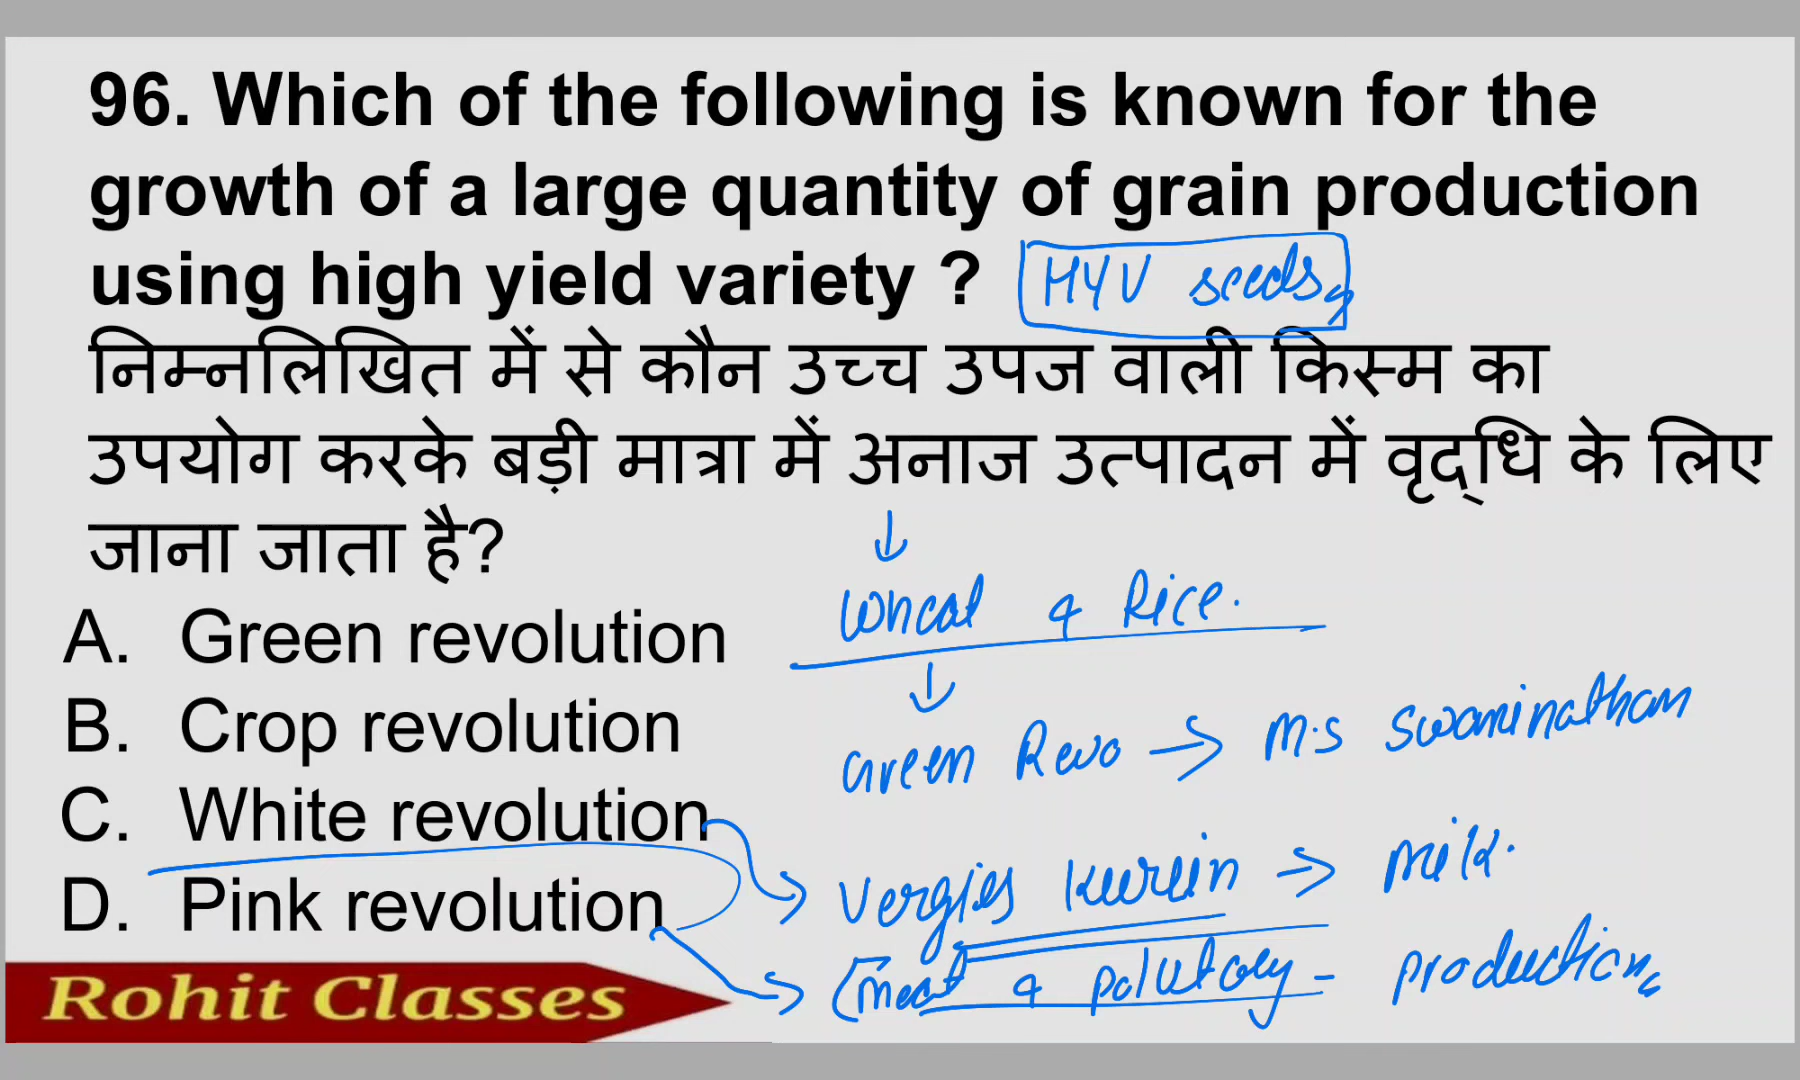 96. Which of the following is known for the
growth of a large quantity of grain production
using high yield variety ? HYV seeds
निम्नलिखित में से कौन उच्च उपज वाली किस्म का
उपयोग करके बड़ी मात्रा में अनाज उत्पादन में वृद्धि के लिए
जाना जाता है?
Wheat & Rice.
A. Green revolution
Green Revo → M.S Swaminathan
B. Crop revolution
C. White revolution
Vergies Kurein → Milk.
D. Pink revolution
(Meat & polutory - production
Rohit Classes